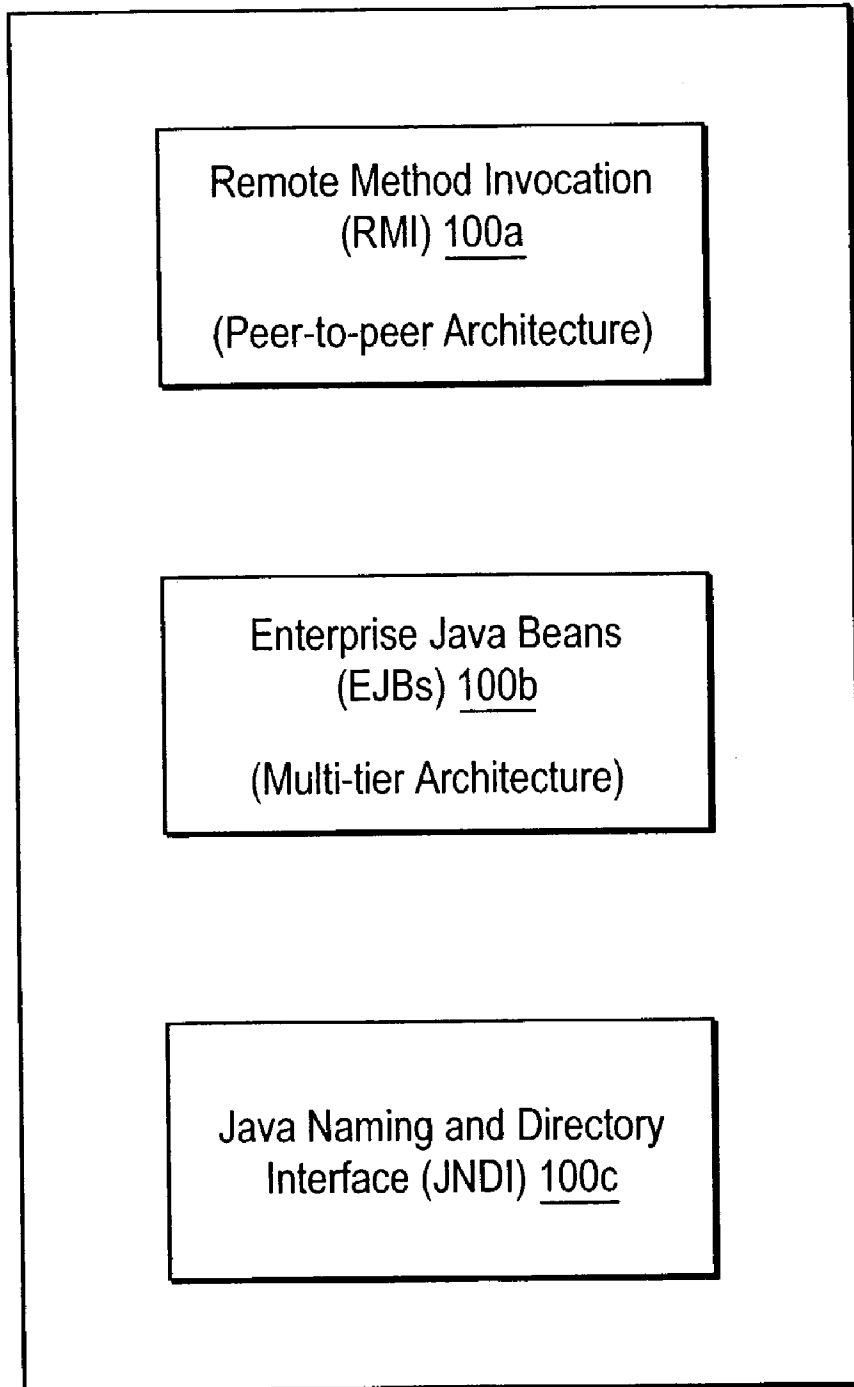 Remote Method Invocation
(RMI) 100a
(Peer-to-peer Architecture)
Enterprise Java Beans
(EJBs) 100b
(Multi-tier Architecture)
Java Naming and Directory
Interface (JNDI) 100c